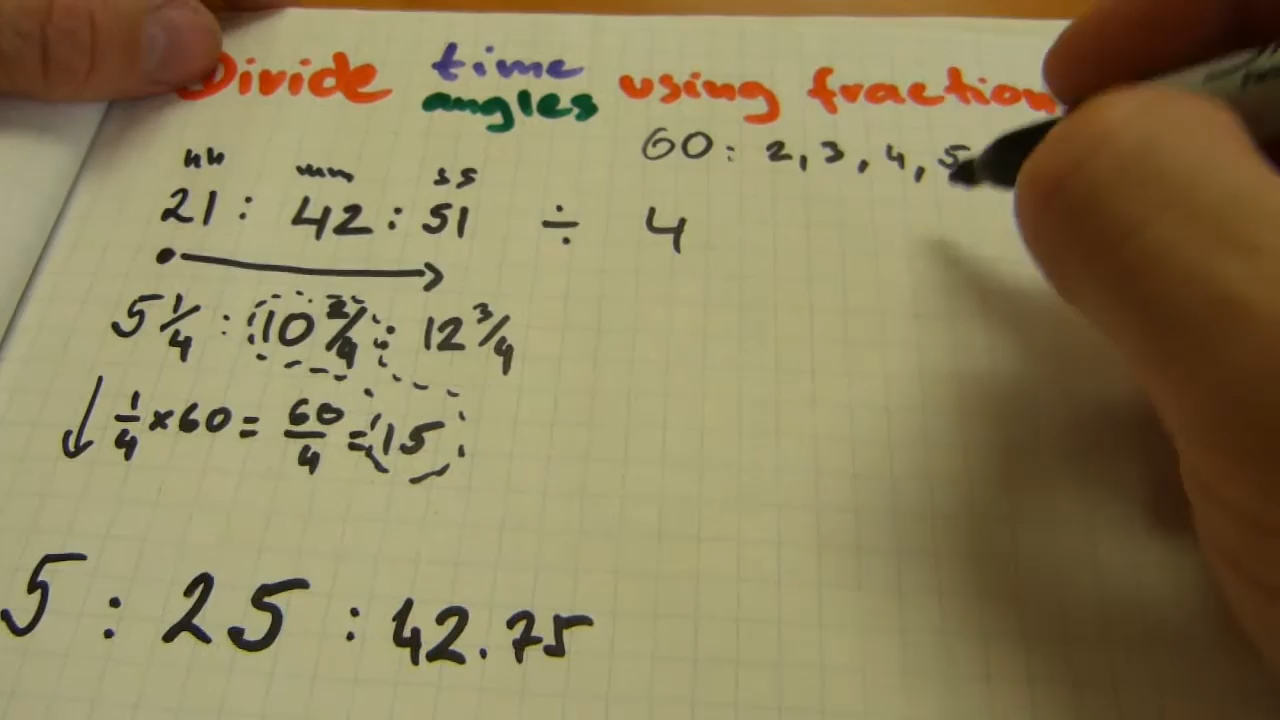 Divide time angles using fraction
60: 2, 3, 4, 5
hh mm ss
21 : 42 : 51 ÷ 4
5 1/4 : 10 2/4 : 12 3/4
1/4 × 60 = 60/4 = 15
5 : 25 : 42.75